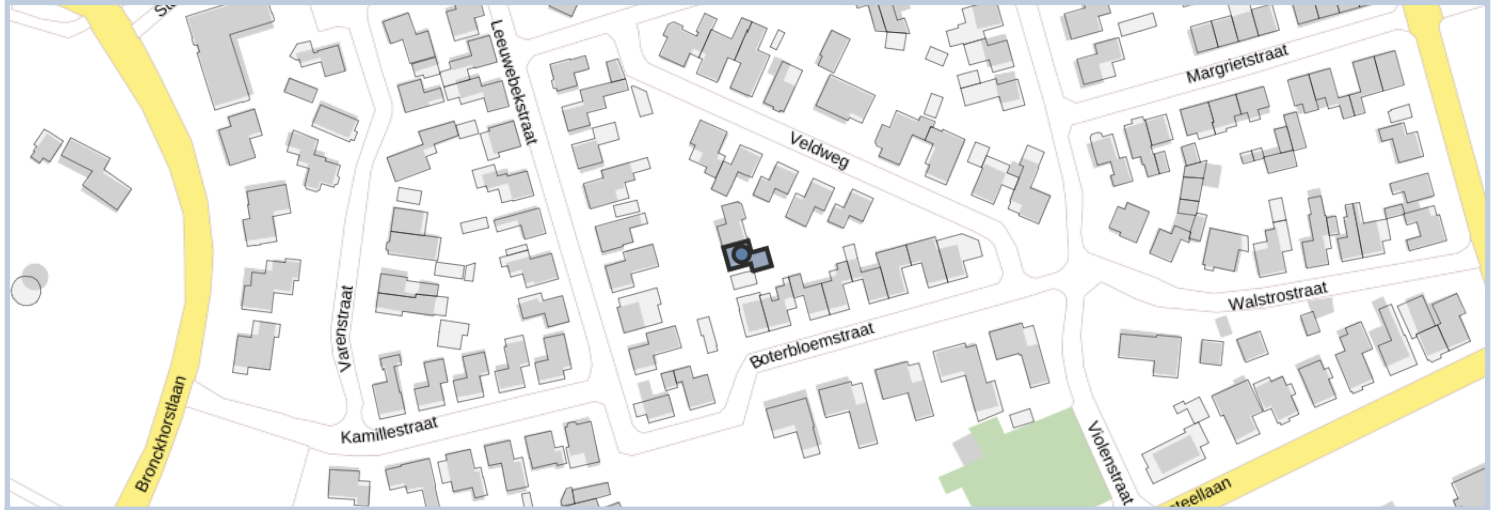 Leeuwebekstraat
Margrietstraat
Veldweg
Walstrostraat
Varenstraat
Boterbloemstraat
Bronckhorstlaan
Kamillestraat
Violenstraat
steellaan